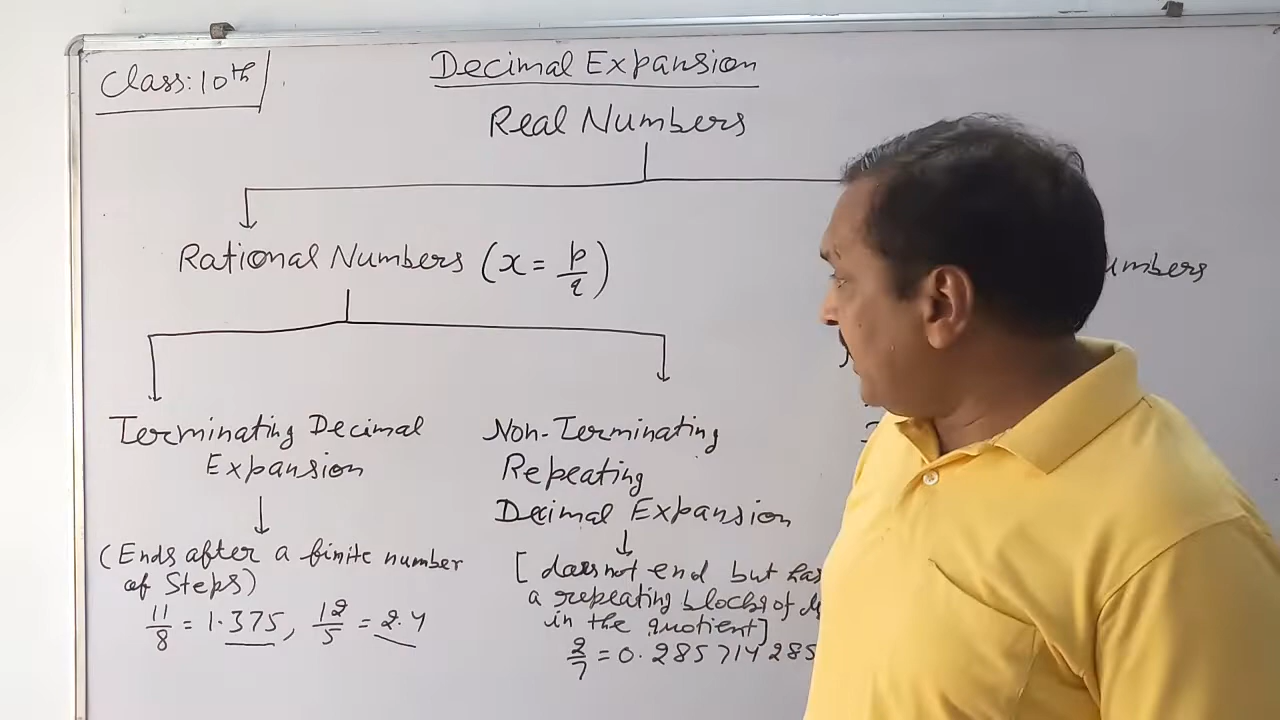 Class: 10th
Decimal Expansion
Real Numbers
Rational Numbers (x = p/q)
Terminating Decimal
Expansion
(Ends after a finite number
of Steps)
11/8 = 1.375, 12/5 = 2.4
Non-Terminating
Repeating
Decimal Expansion
[does not end but has
a repeating blocks of
in the quotient]
2/7 = 0.285714285